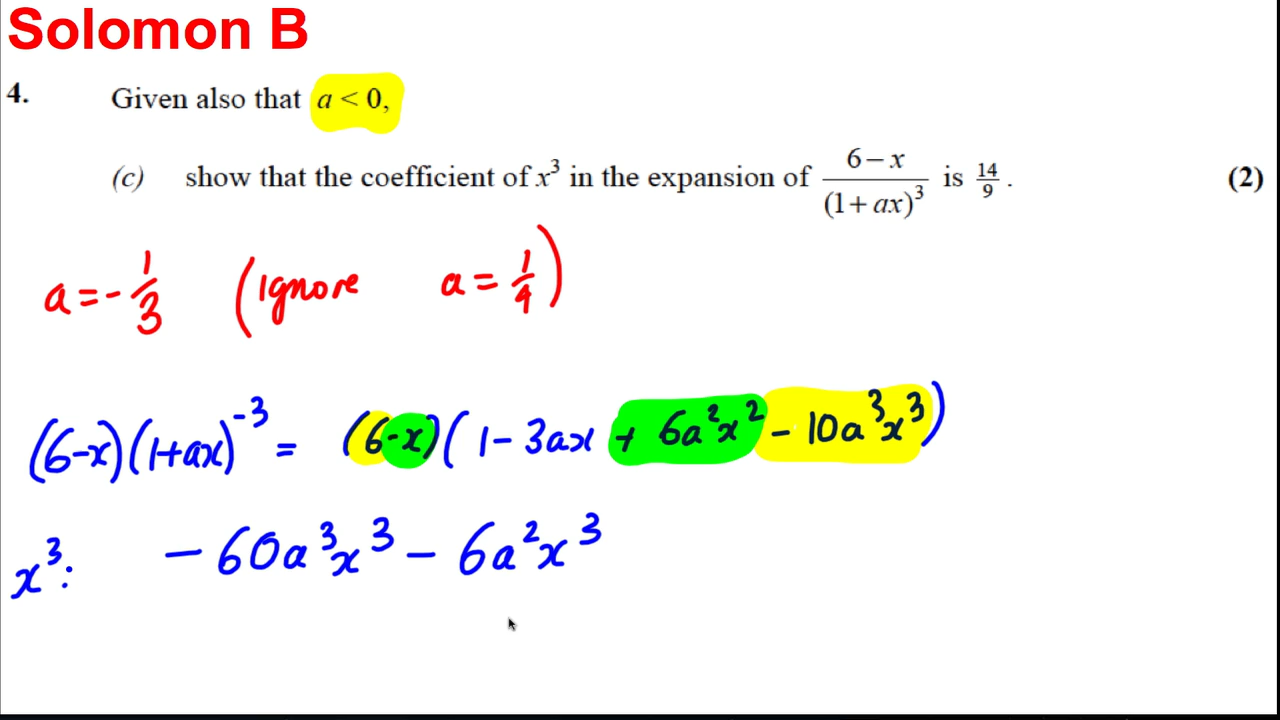 Solomon B
4. Given also that a < 0,
(c) show that the coefficient of x³ in the expansion of (6−x)/(1+ax)³ is 14/9 . (2)
a = -1/3 (Ignore a = 1/4)
(6-x)(1+ax)⁻³ = (6-x)(1 - 3ax + 6a²x² - 10a³x³)
x³: - 60a³x³ - 6a²x³